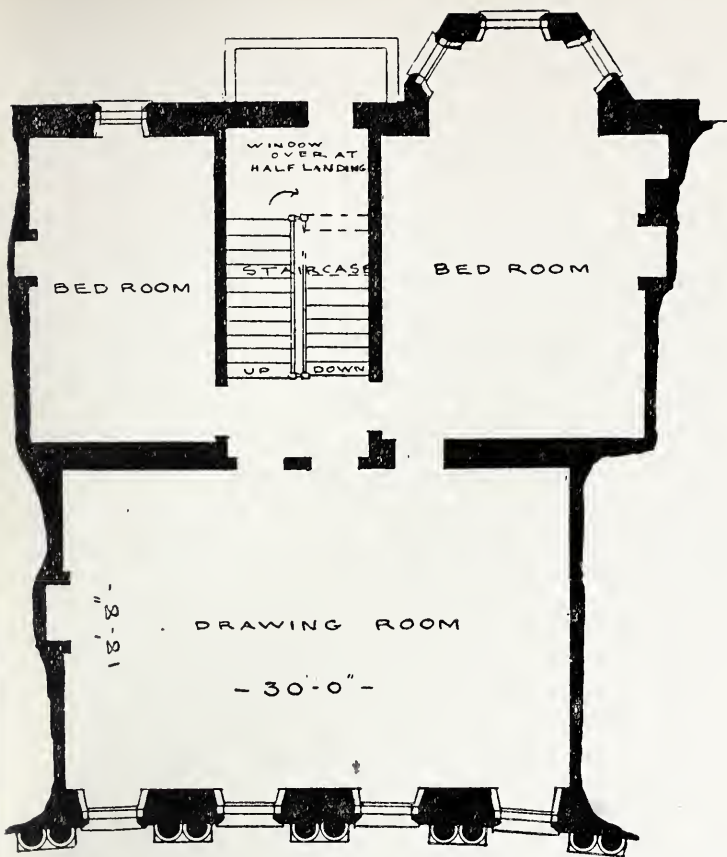 WINDOW
OVER AT
HALF LANDING
STAIRCASE
BED ROOM
BED ROOM
UP
DOWN
18'-8"
DRAWING ROOM
- 30'-0" -